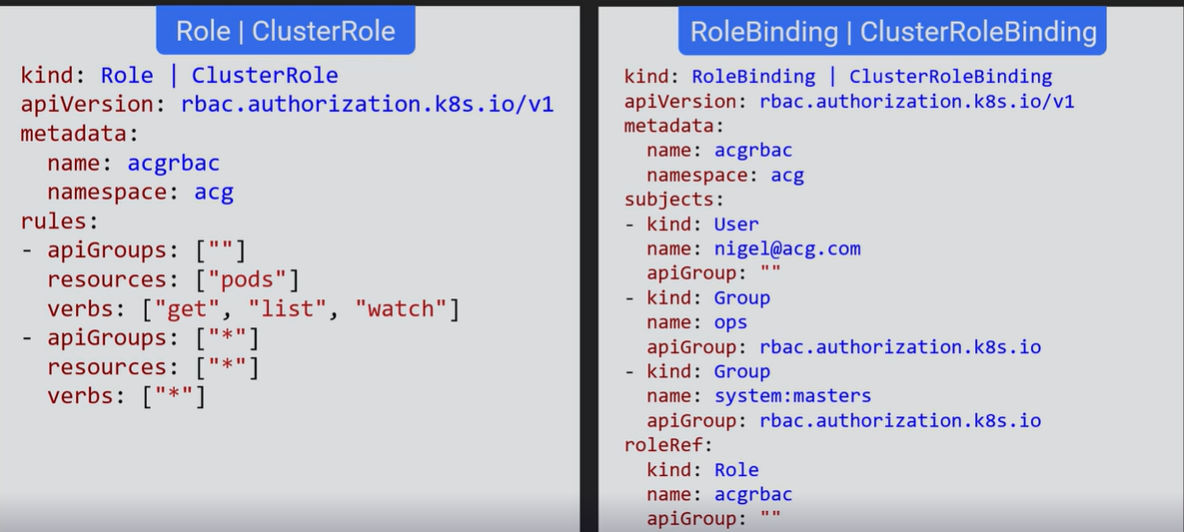 Role | ClusterRole
kind: Role | ClusterRole
apiVersion: rbac.authorization.k8s.io/v1
metadata:
  name: acgrbac
  namespace: acg
rules:
- apiGroups: [""]
  resources: ["pods"]
  verbs: ["get", "list", "watch"]
- apiGroups: ["*"]
  resources: ["*"]
  verbs: ["*"]
RoleBinding | ClusterRoleBinding
kind: RoleBinding | ClusterRoleBinding
apiVersion: rbac.authorization.k8s.io/v1
metadata:
  name: acgrbac
  namespace: acg
subjects:
- kind: User
  name: nigel@acg.com
  apiGroup: ""
- kind: Group
  name: ops
  apiGroup: rbac.authorization.k8s.io
- kind: Group
  name: system:masters
  apiGroup: rbac.authorization.k8s.io
roleRef:
  kind: Role
  name: acgrbac
  apiGroup: ""